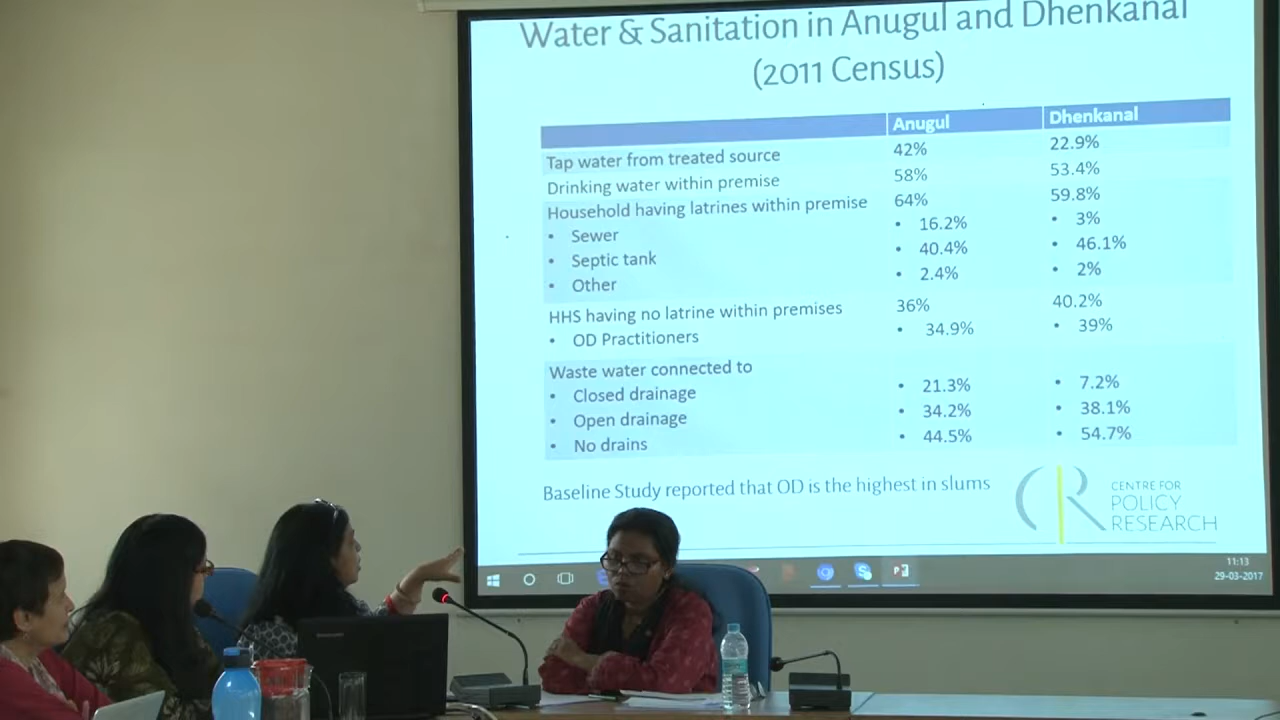 Water & Sanitation in Anugul and Dhenkanal
(2011 Census)
Anugul Dhenkanal
Tap water from treated source 42% 22.9%
Drinking water within premise 58% 53.4%
Household having latrines within premise 64% 59.8%
• Sewer • 16.2% • 3%
• Septic tank • 40.4% • 46.1%
• Other • 2.4% • 2%
HHS having no latrine within premises 36% 40.2%
• OD Practitioners • 34.9% • 39%
Waste water connected to
• Closed drainage • 21.3% • 7.2%
• Open drainage • 34.2% • 38.1%
• No drains • 44.5% • 54.7%
Baseline Study reported that OD is the highest in slums
CENTRE FOR
POLICY
RESEARCH
11:13
29-03-2017